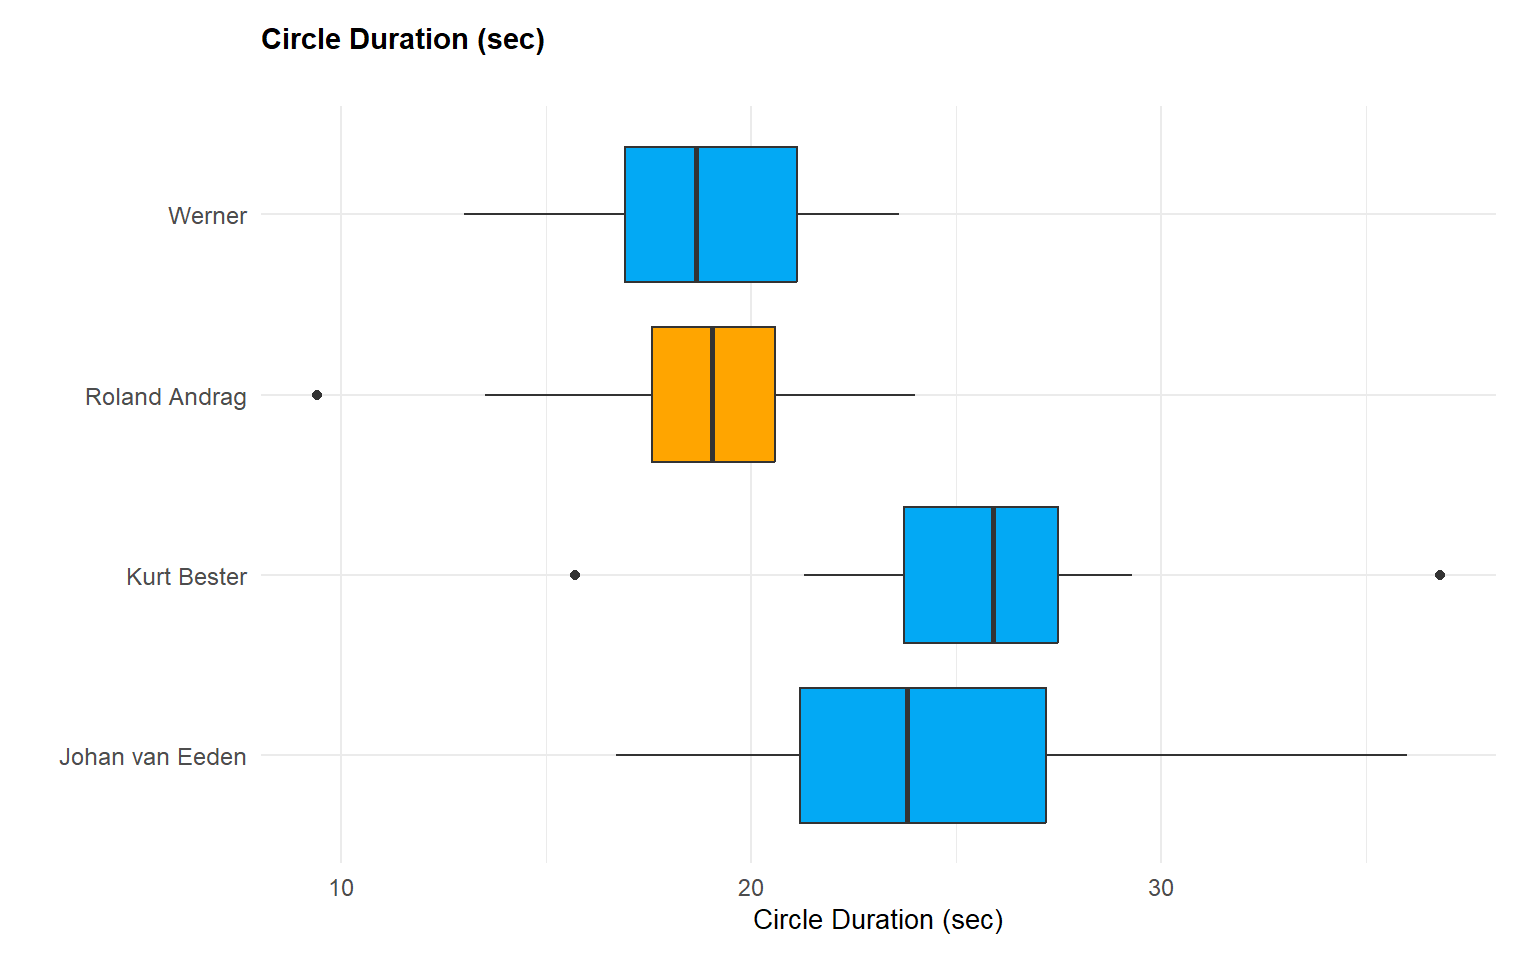 Circle Duration (sec)
Werner
Roland Andrag
Kurt Bester
Johan van Eeden
10 20 30
Circle Duration (sec)